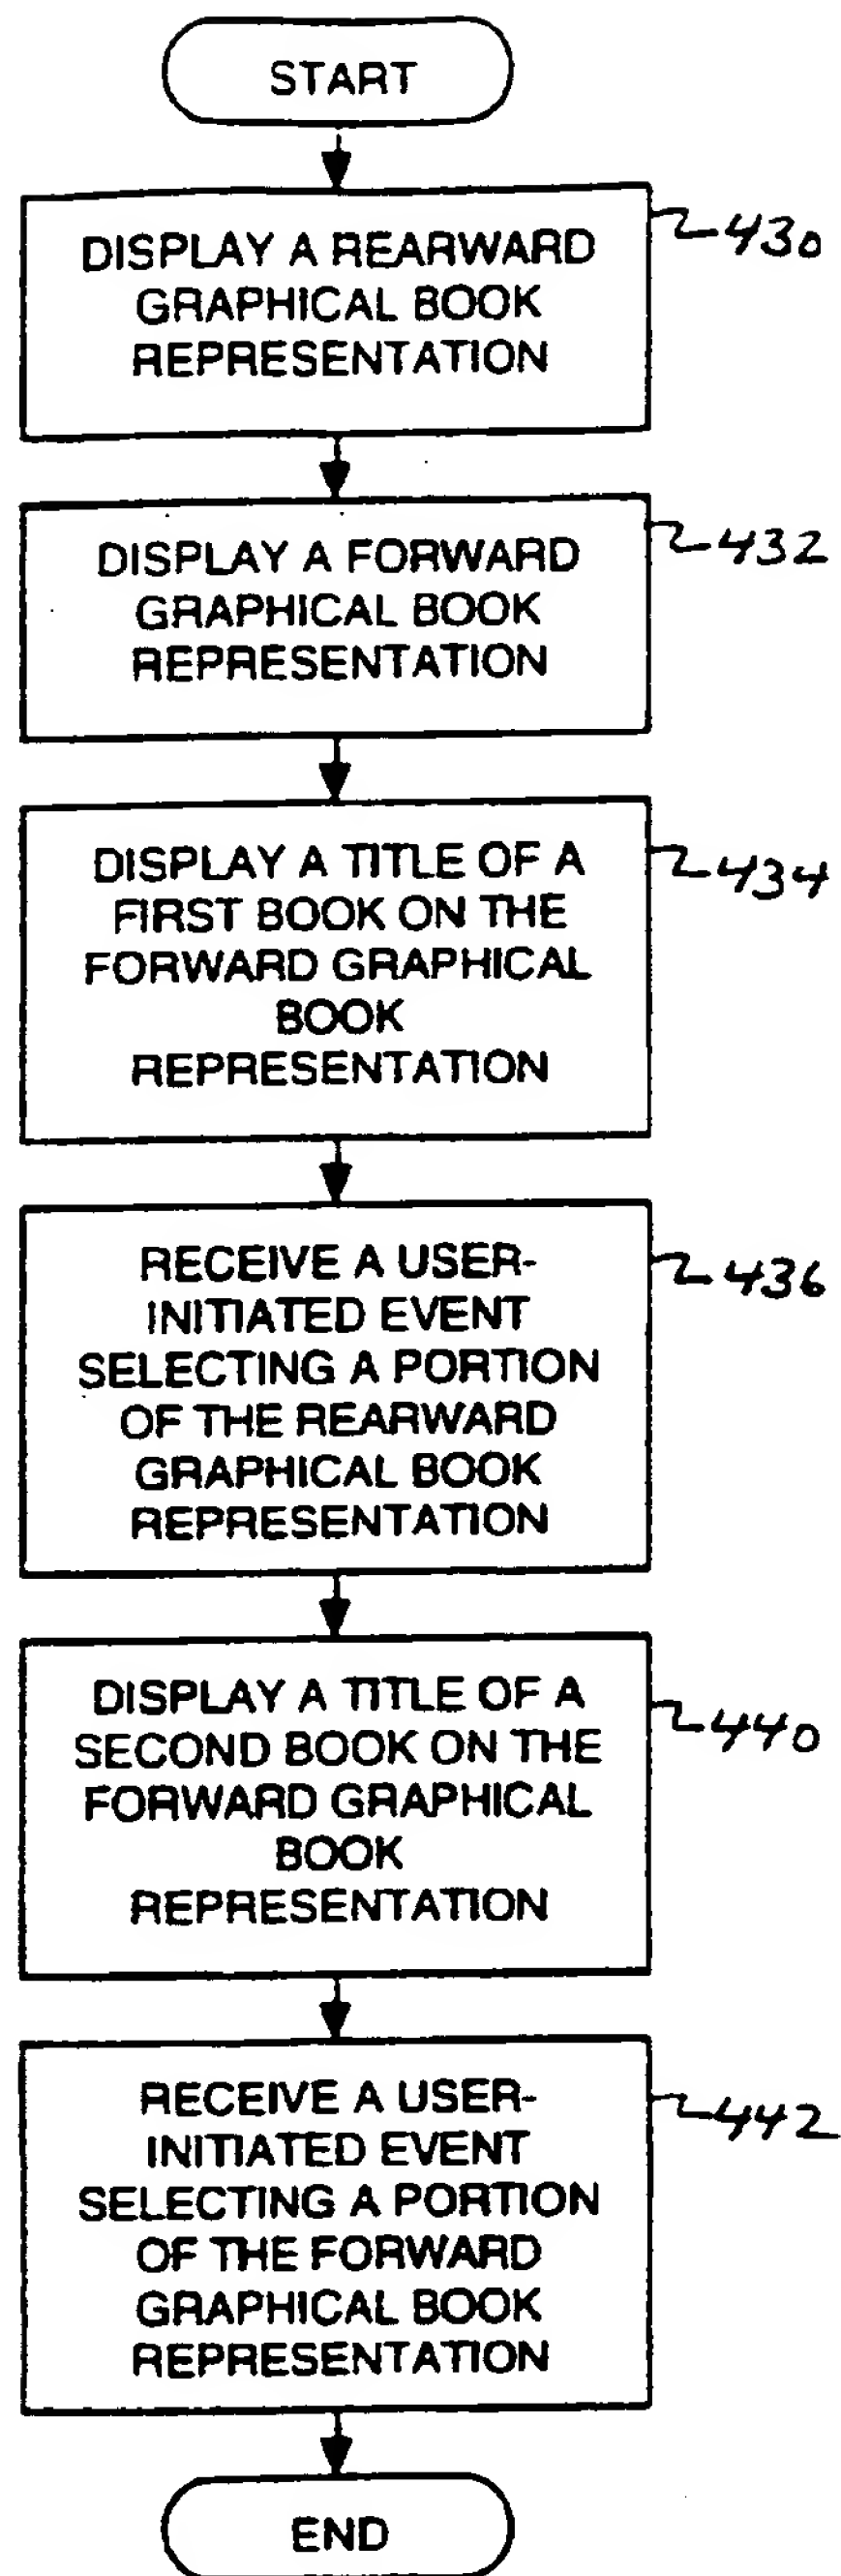 START
DISPLAY A REARWARD
GRAPHICAL BOOK
REPRESENTATION
430
DISPLAY A FORWARD
GRAPHICAL BOOK
REPRESENTATION
432
DISPLAY A TITLE OF A
FIRST BOOK ON THE
FORWARD GRAPHICAL
BOOK
REPRESENTATION
434
RECEIVE A USER-
INITIATED EVENT
SELECTING A PORTION
OF THE REARWARD
GRAPHICAL BOOK
REPRESENTATION
436
DISPLAY A TITLE OF A
SECOND BOOK ON THE
FORWARD GRAPHICAL
BOOK
REPRESENTATION
440
RECEIVE A USER-
INITIATED EVENT
SELECTING A PORTION
OF THE FORWARD
GRAPHICAL BOOK
REPRESENTATION
442
END